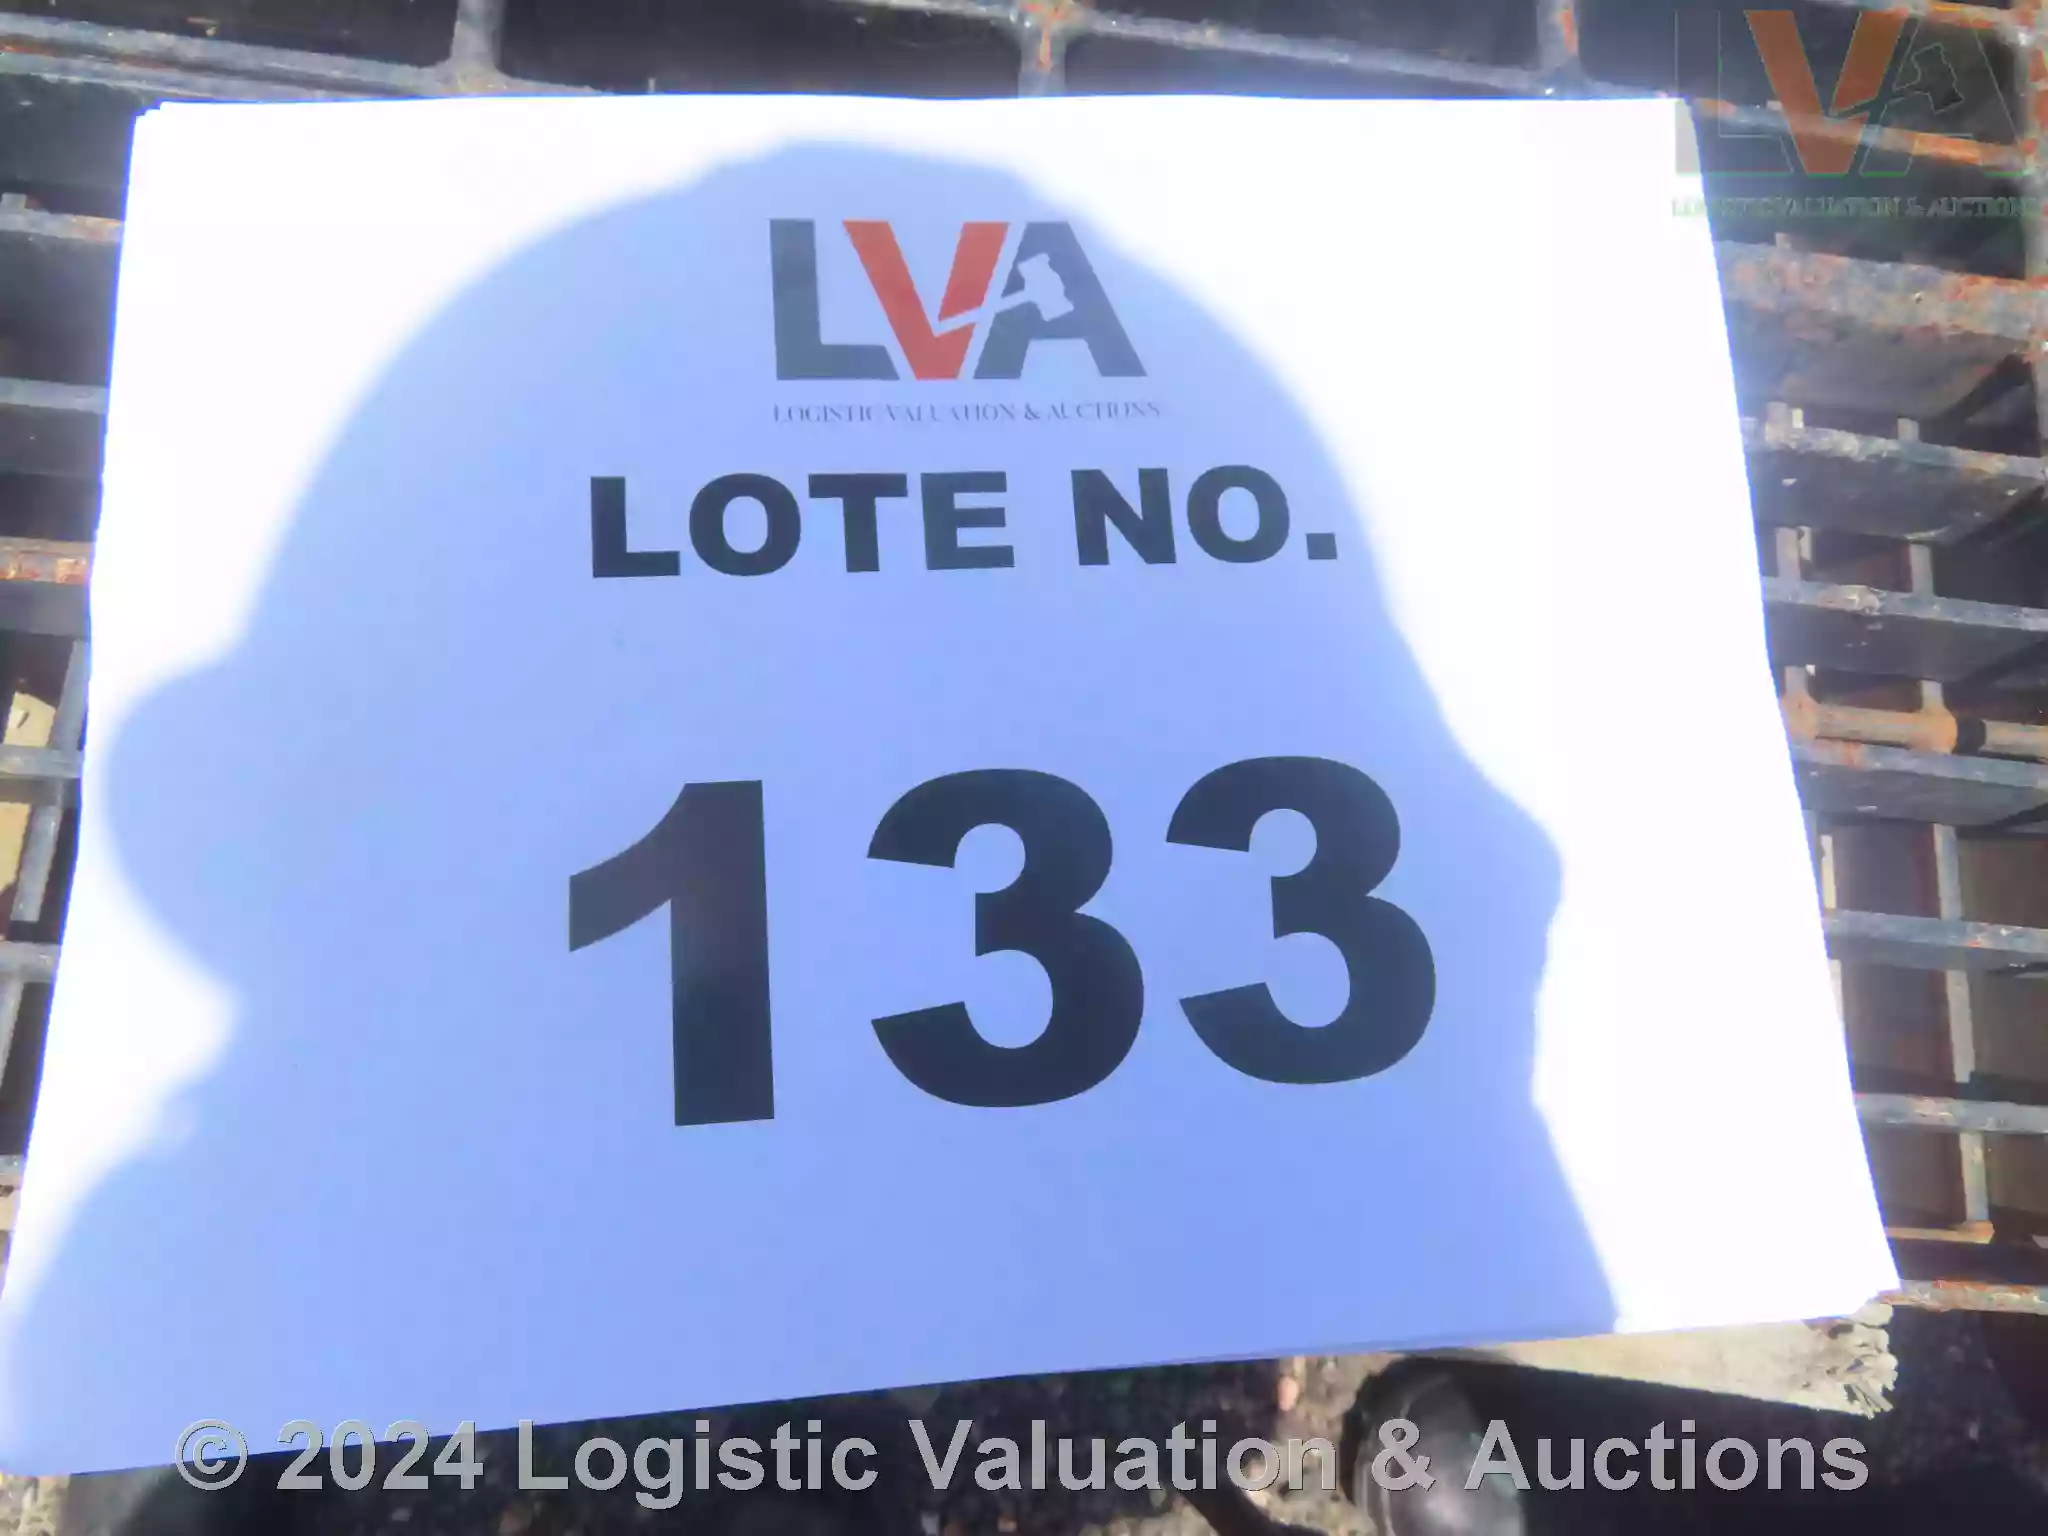 LVA
LOGISTIC VALUATION & AUCTIONS
LVA
LOGISTIC VALUATION & AUCTIONS
LOTE NO.
133
© 2024 Logistic Valuation & Auctions